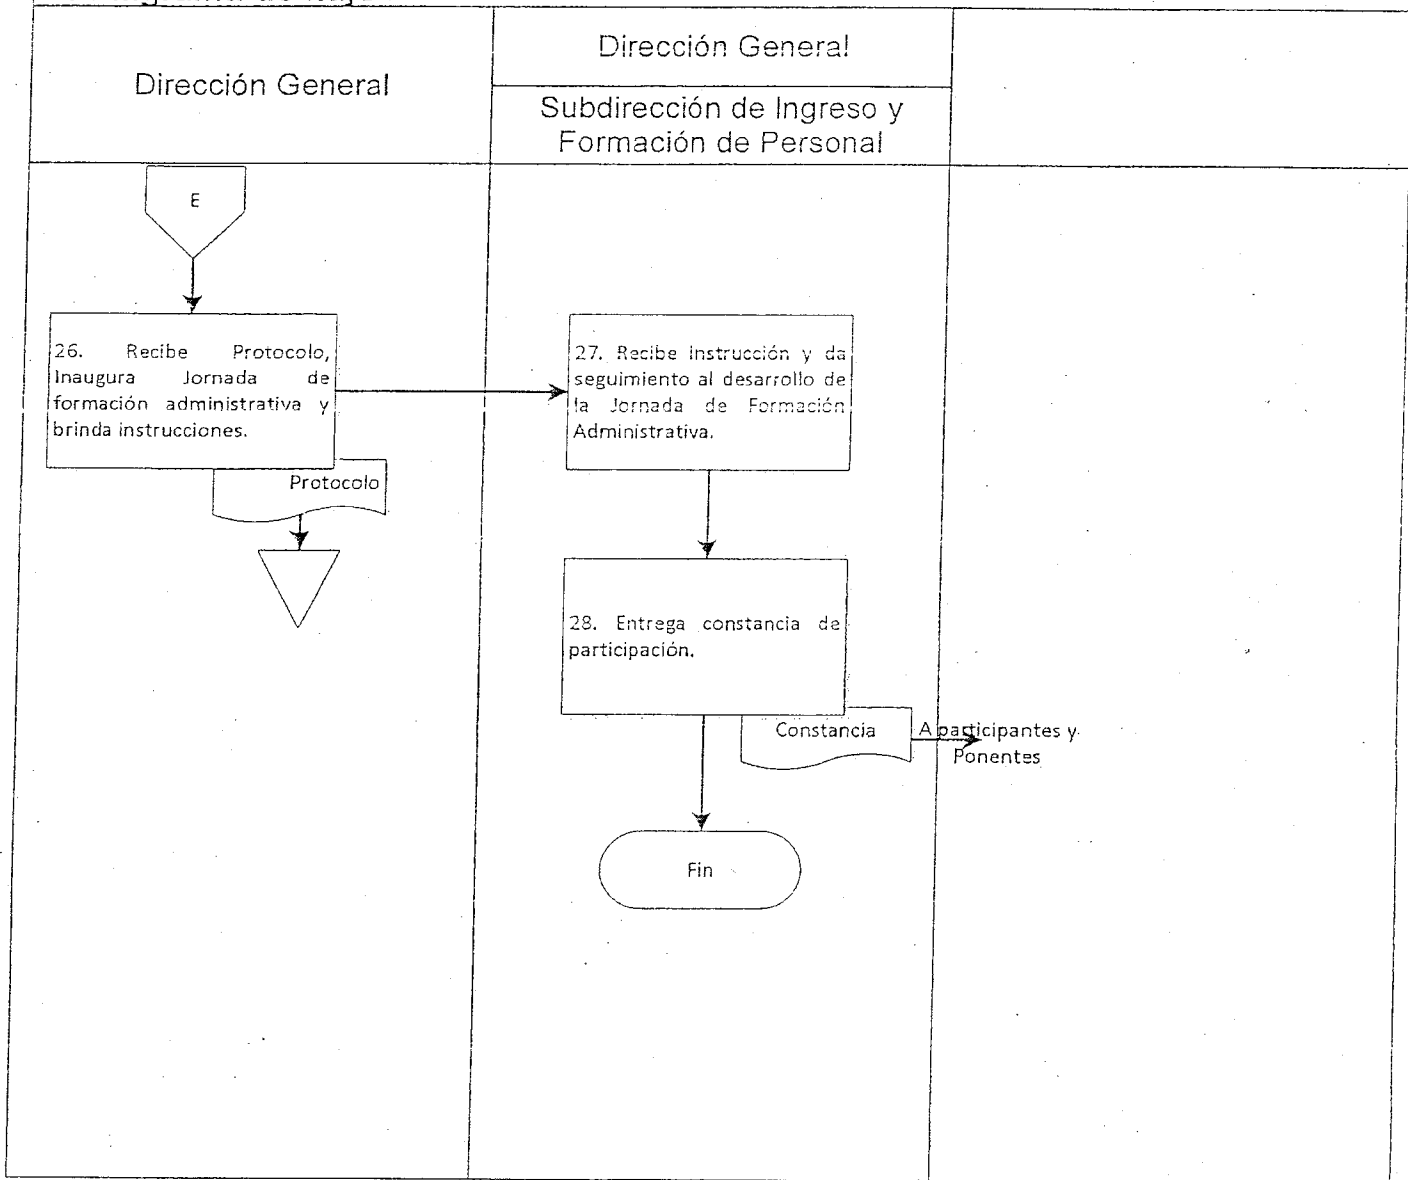 Dirección General
Dirección General
Subdirección de Ingreso y
Formación de Personal
E
26. Recibe Protocolo,
Inaugura Jornada de
formación administrativa y
brinda instrucciones.
Protocolo
27. Recibe instrucción y da
seguimiento al desarrollo de
la Jornada de Formación
Administrativa.
28. Entrega constancia de
participación.
Constancia
A participantes y
Ponentes
Fin